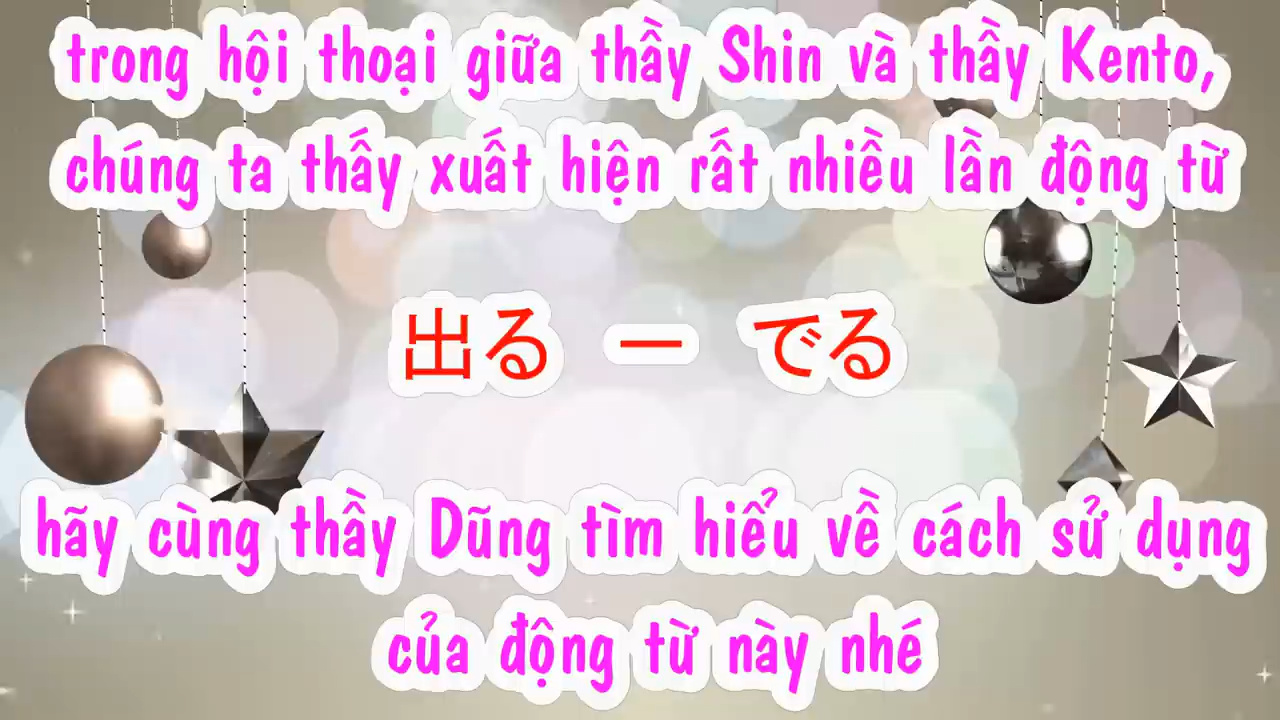 trong hội thoại giữa thầy Shin và thầy Kento,
chúng ta thấy xuất hiện rất nhiều lần động từ
出る ー でる
hãy cùng thầy Dũng tìm hiểu về cách sử dụng
của động từ này nhé